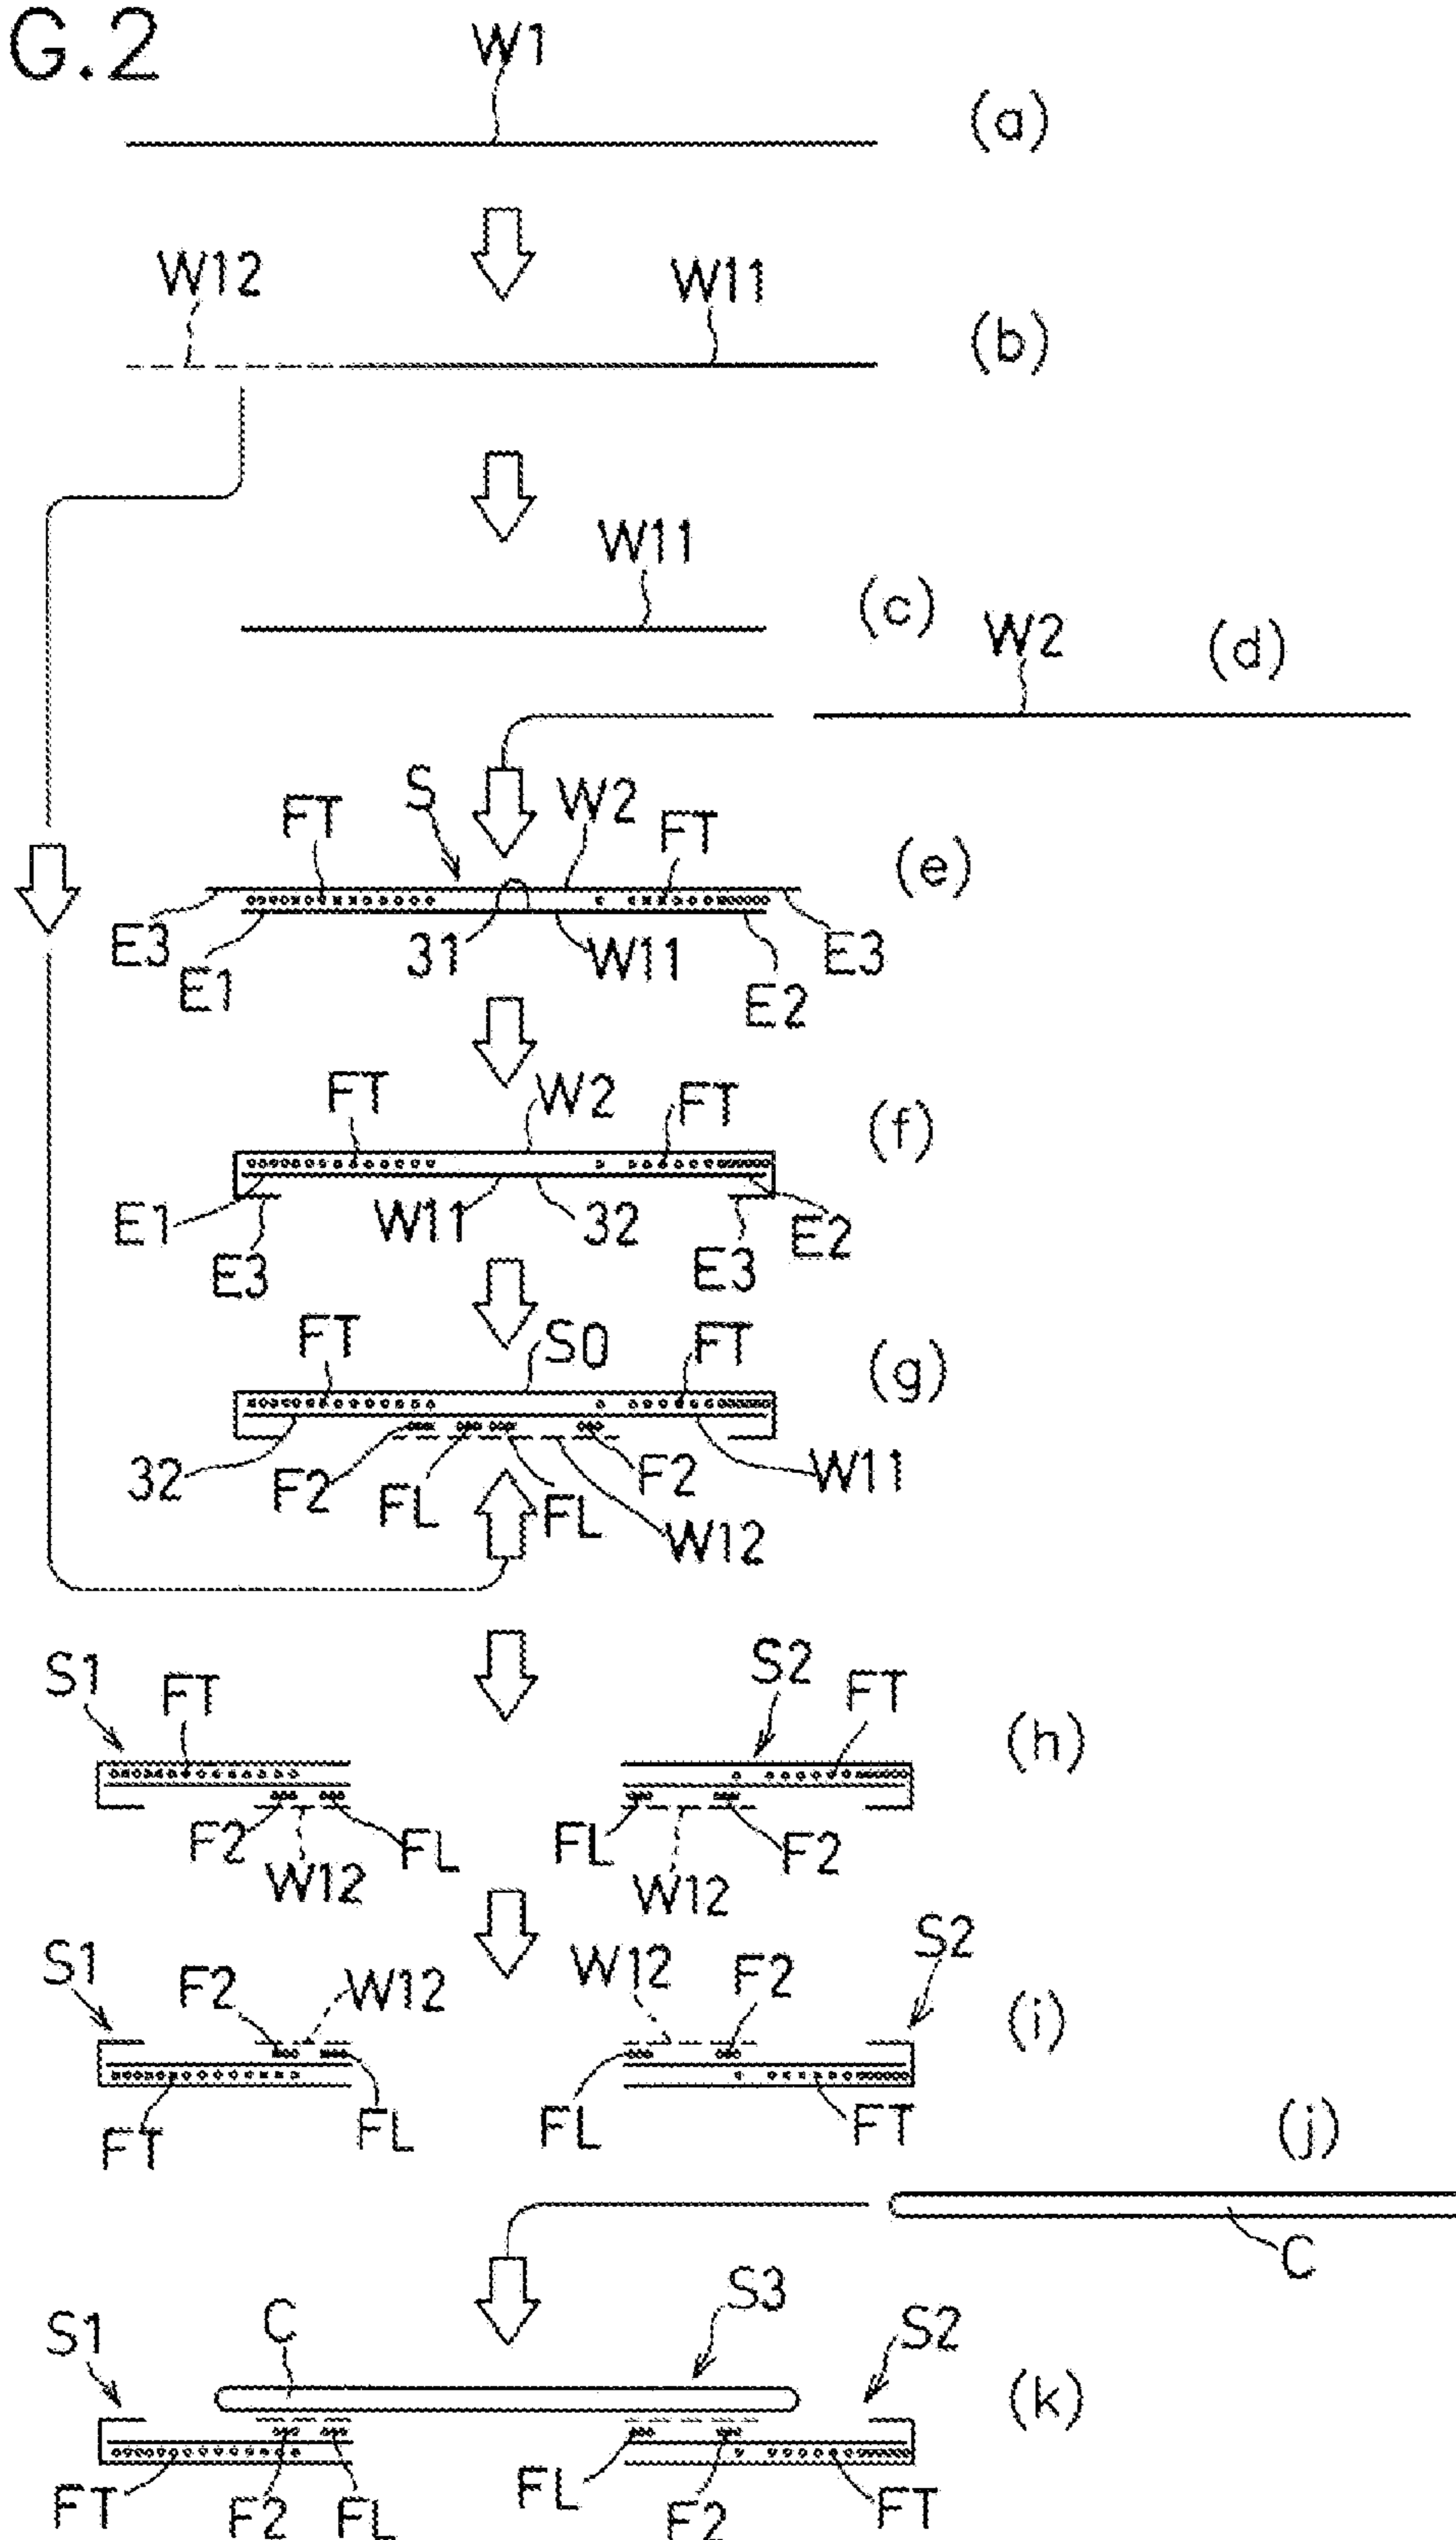 G.2
W1
(a)
W12
W11
(b)
W11
(c)
W2
(d)
FT
S
W2
FT
(e)
E3
E1
31
W11
E2
E3
FT
W2
FT
(f)
E1
E3
W11
32
E3
E2
FT
S0
FT
(g)
32
F2
FL
FL
F2
W12
W11
S1
FT
S2
FT
(h)
F2
W12
FL
FL
W12
F2
S1
F2
W12
W12
F2
S2
(i)
FT
FL
FL
FT
(j)
C
S1
C
S3
S2
(k)
FT
F2
FL
FL
F2
FT